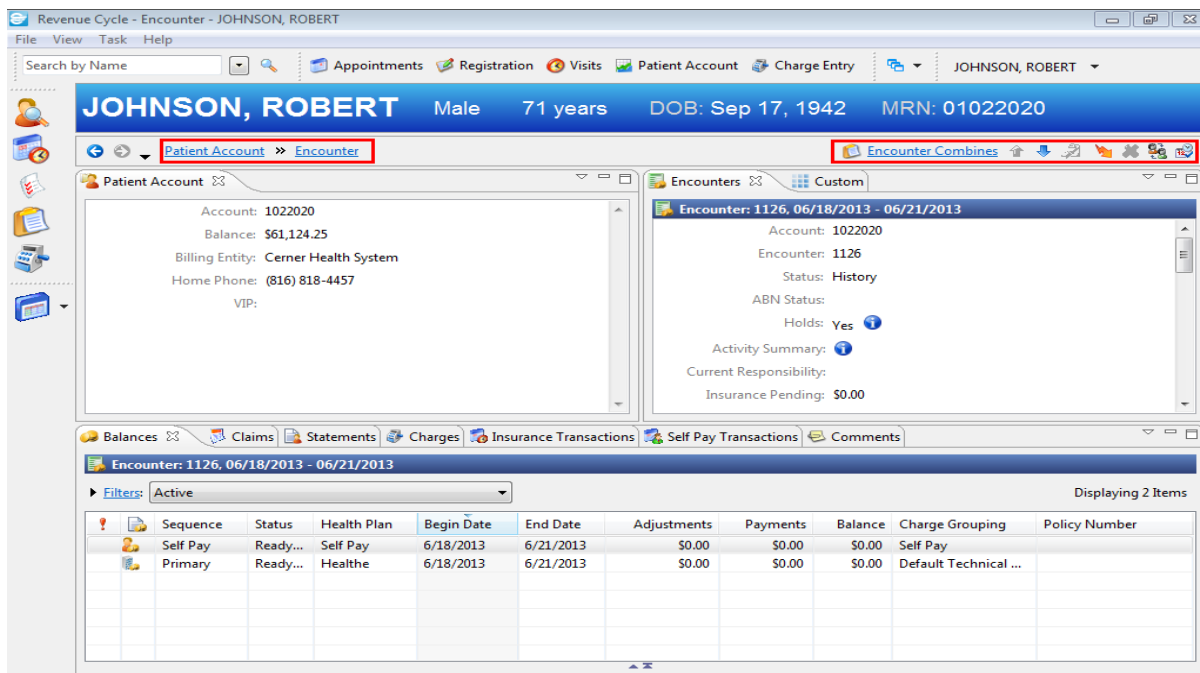 Revenue Cycle - Encounter - JOHNSON, ROBERT
File View Task Help
Search by Name Appointments Registration Visits Patient Account Charge Entry JOHNSON, ROBERT
JOHNSON, ROBERT Male 71 years DOB: Sep 17, 1942 MRN: 01022020
Patient Account » Encounter Encounter Combines
Patient Account
Account: 1022020
Balance: $61,124.25
Billing Entity: Cerner Health System
Home Phone: (816) 818-4457
VIP:
Encounters Custom
Encounter: 1126, 06/18/2013 - 06/21/2013
Account: 1022020
Encounter: 1126
Status: History
ABN Status:
Holds: Yes
Activity Summary:
Current Responsibility:
Insurance Pending: $0.00
Balances Claims Statements Charges Insurance Transactions Self Pay Transactions Comments
Encounter: 1126, 06/18/2013 - 06/21/2013
Filters: Active Displaying 2 Items
Sequence Status Health Plan Begin Date End Date Adjustments Payments Balance Charge Grouping Policy Number
Self Pay Ready... Self Pay 6/18/2013 6/21/2013 $0.00 $0.00 $0.00 Self Pay
Primary Ready... Healthe 6/18/2013 6/21/2013 $0.00 $0.00 $0.00 Default Technical ...